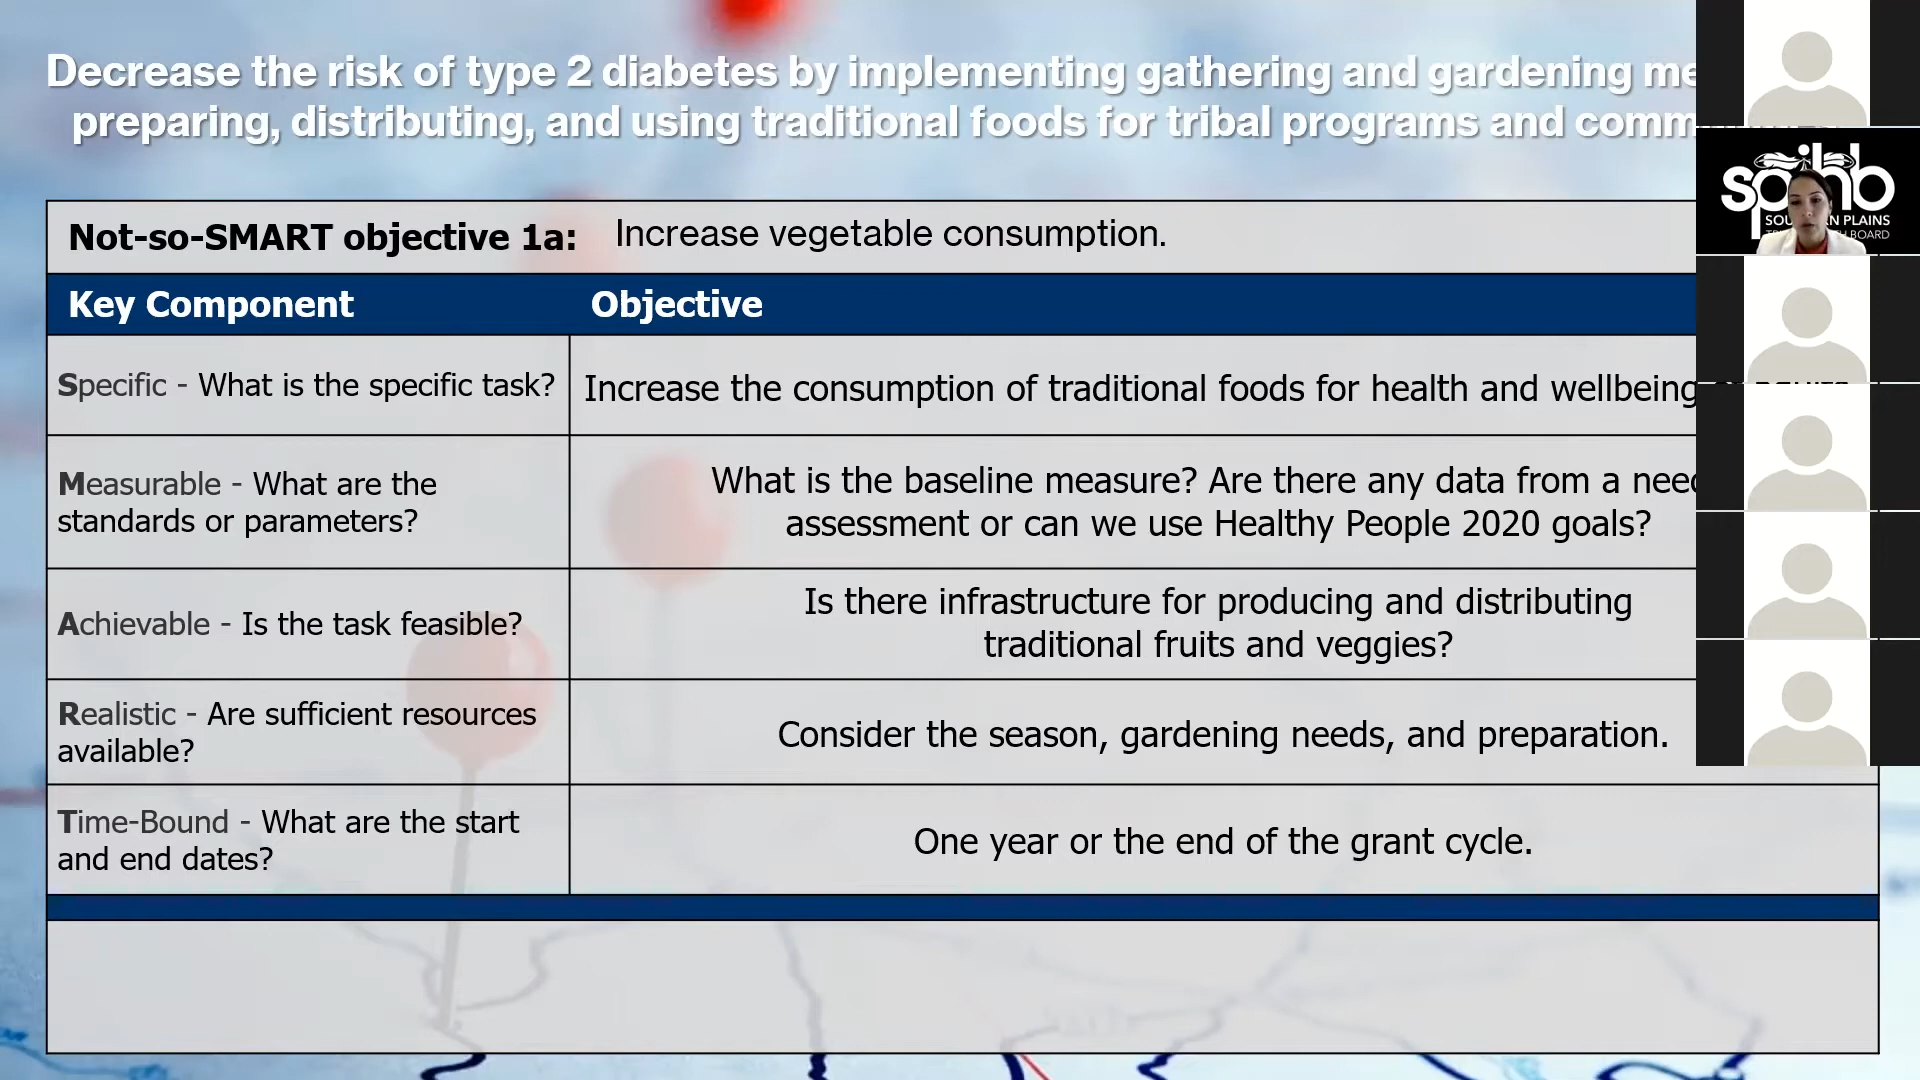 Decrease the risk of type 2 diabetes by implementing gathering and gardening
preparing, distributing, and using traditional foods for tribal programs and
Not-so-SMART objective 1a: Increase vegetable consumption.
Key Component Objective
Specific - What is the specific task? Increase the consumption of traditional foods for health and wellbeing
Measurable - What are the
standards or parameters?
What is the baseline measure? Are there any data from a
assessment or can we use Healthy People 2020 goals?
Achievable - Is the task feasible?
Is there infrastructure for producing and distributing
traditional fruits and veggies?
Realistic - Are sufficient resources
available?
Consider the season, gardening needs, and preparation.
Time-Bound - What are the start
and end dates?
One year or the end of the grant cycle.
PLAINS
BOARD